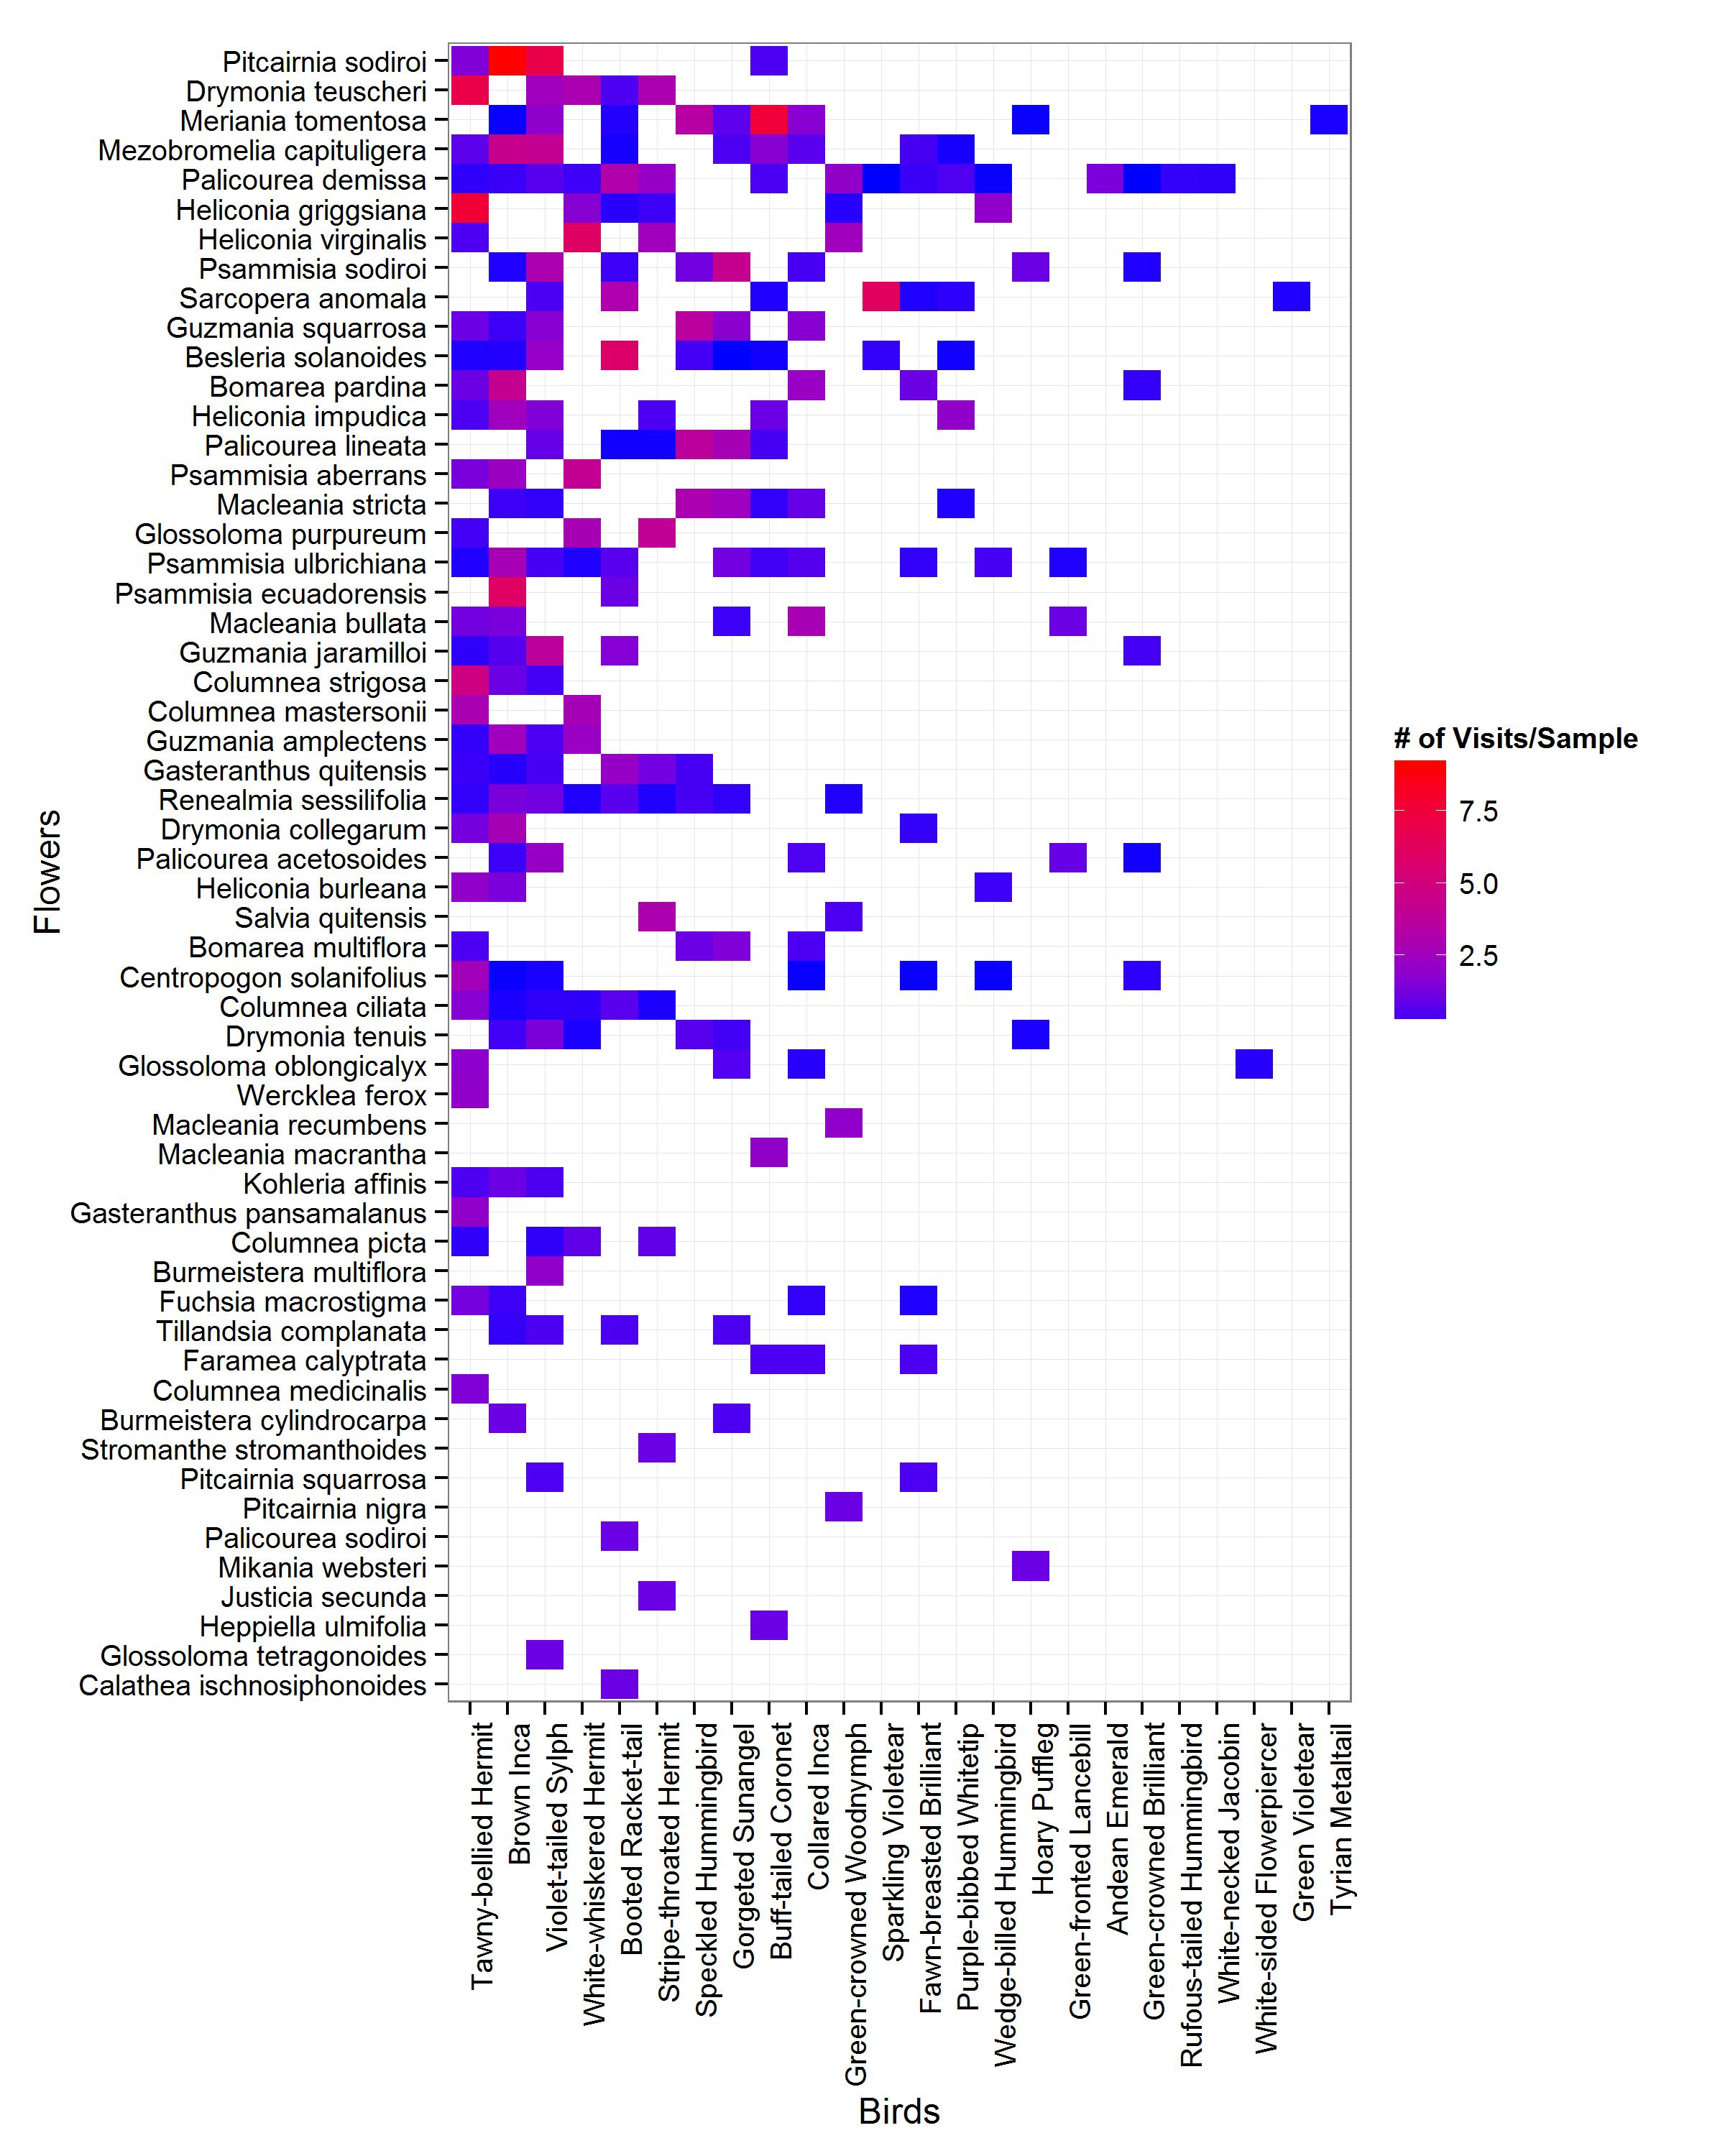 Pitcairnia sodiroi
Drymonia teuscheri
Meriania tomentosa
Mezobromelia capituligera
Palicourea demissa
Heliconia griggsiana
Heliconia virginalis
Psammisia sodiroi
Sarcopera anomala
Guzmania squarrosa
Besleria solanoides
Bomarea pardina
Heliconia impudica
Palicourea lineata
Psammisia aberrans
Macleania stricta
Glossoloma purpureum
Psammisia ulbrichiana
Psammisia ecuadorensis
Macleania bullata
Guzmania jaramilloi
Columnea strigosa
Columnea mastersonii
Guzmania amplectens
Gasteranthus quitensis
Renealmia sessilifolia
Drymonia collegarum
Palicourea acetosoides
Heliconia burleana
Salvia quitensis
Bomarea multiflora
Centropogon solanifolius
Columnea ciliata
Drymonia tenuis
Glossoloma oblongicalyx
Wercklea ferox
Macleania recumbens
Macleania macrantha
Kohleria affinis
Gasteranthus pansamalanus
Columnea picta
Burmeistera multiflora
Fuchsia macrostigma
Tillandsia complanata
Faramea calyptrata
Columnea medicinalis
Burmeistera cylindrocarpa
Stromanthe stromanthoides
Pitcairnia squarrosa
Pitcairnia nigra
Palicourea sodiroi
Mikania websteri
Justicia secunda
Heppiella ulmifolia
Glossoloma tetragonoides
Calathea ischnosiphonoides
Flowers
# of Visits/Sample
7.5
5.0
2.5
Tawny-bellied Hermit
Brown Inca
Violet-tailed Sylph
White-whiskered Hermit
Booted Racket-tail
Stripe-throated Hermit
Speckled Hummingbird
Gorgeted Sunangel
Buff-tailed Coronet
Collared Inca
Green-crowned Woodnymph
Sparkling Violetear
Fawn-breasted Brilliant
Purple-bibbed Whitetip
Wedge-billed Hummingbird
Hoary Puffleg
Green-fronted Lancebill
Andean Emerald
Green-crowned Brilliant
Rufous-tailed Hummingbird
White-necked Jacobin
White-sided Flowerpiercer
Green Violetear
Tyrian Metaltail
Birds